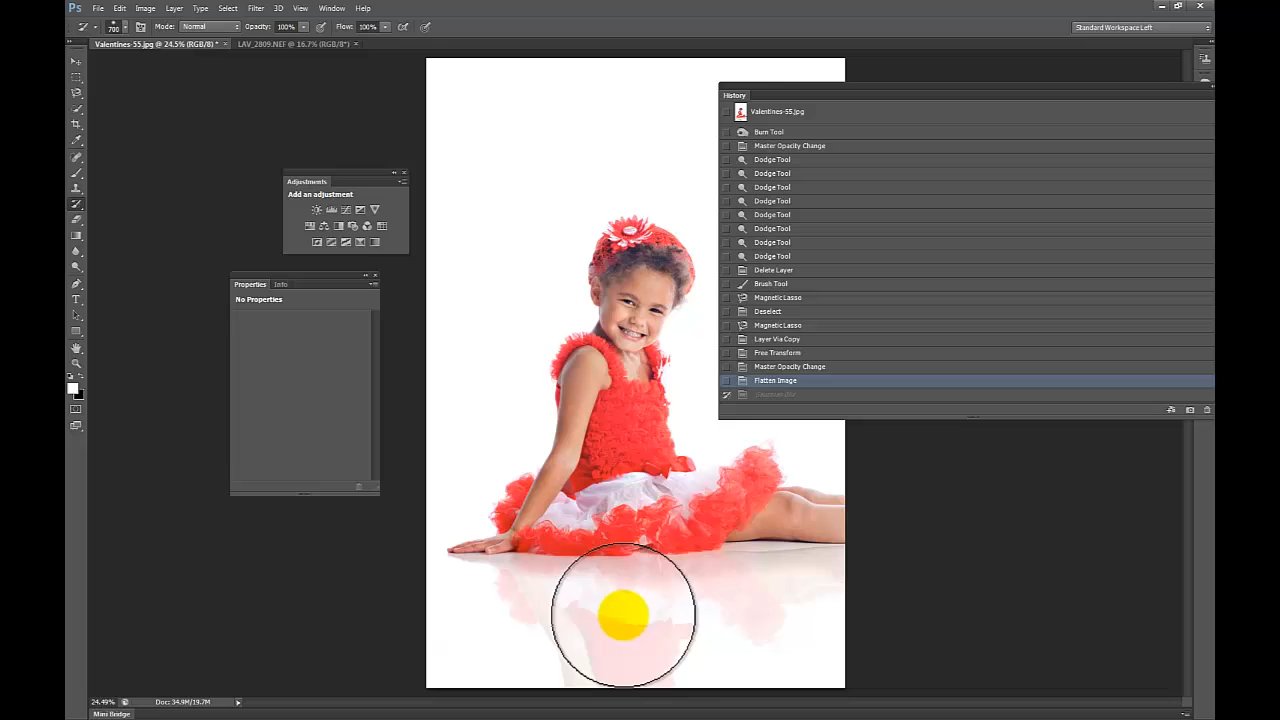 Ps File Edit Image Layer Type Select Filter 3D View Window Help
700 Mode: Normal Opacity: 100% Flow: 100% Standard Workspace Left
Valentines-55.jpg @ 24.5% (RGB/8) * × LAV_2809.NEF @ 16.7% (RGB/8*) ×
History
Valentines-55.jpg
Burn Tool
Master Opacity Change
Dodge Tool
Dodge Tool
Dodge Tool
Dodge Tool
Dodge Tool
Dodge Tool
Dodge Tool
Dodge Tool
Delete Layer
Brush Tool
Magnetic Lasso
Deselect
Magnetic Lasso
Layer Via Copy
Free Transform
Master Opacity Change
Flatten Image
Gaussian Blur
Adjustments
Add an adjustment
Properties Info
No Properties
24.49% Doc: 34.9M/19.7M
Mini Bridge